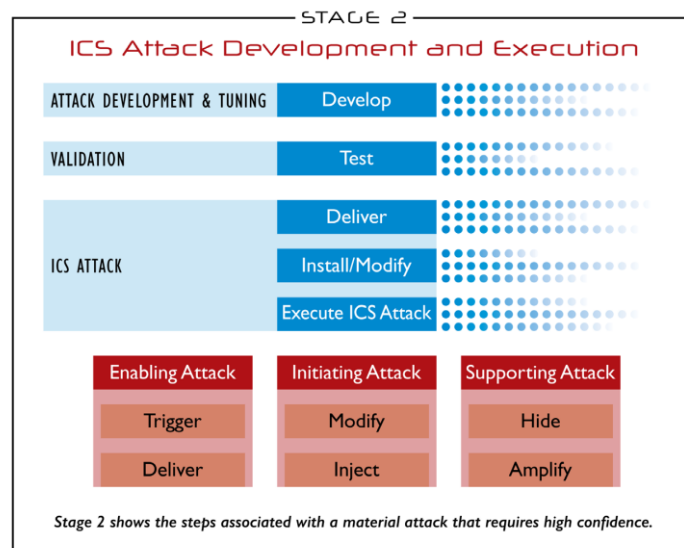 STAGE 2
ICS Attack Development and Execution
ATTACK DEVELOPMENT & TUNING
Develop
VALIDATION
Test
ICS ATTACK
Deliver
Install/Modify
Execute ICS Attack
Enabling Attack
Trigger
Deliver
Initiating Attack
Modify
Inject
Supporting Attack
Hide
Amplify
Stage 2 shows the steps associated with a material attack that requires high confidence.